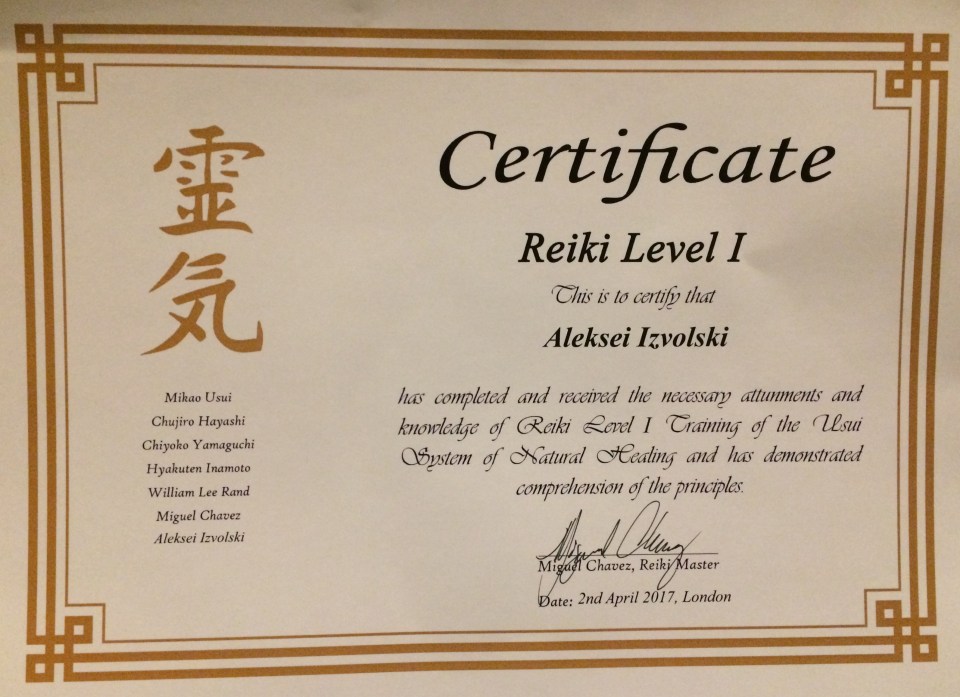 靈
気
Mikao Usui
Chujiro Hayashi
Chiyoko Yamaguchi
Hyakuten Inamoto
William Lee Rand
Miguel Chavez
Aleksei Izvolski
Certificate
Reiki Level I
This is to certify that
Aleksei Izvolski
has completed and received the necessary attunments and
knowledge of Reiki Level I Training of the Usui
System of Natural Healing and has demonstrated
comprehension of the principles.
Miguel Chavez
Miguel Chavez, Reiki Master
Date: 2nd April 2017, London